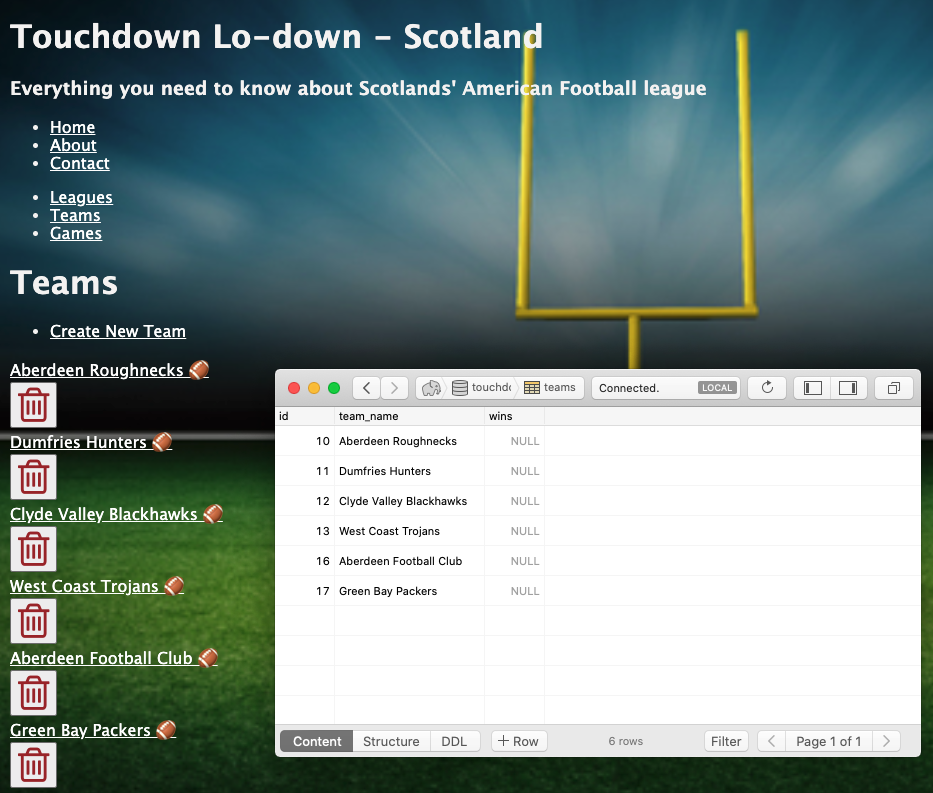 Touchdown Lo-down - Scotland
Everything you need to know about Scotlands' American Football league
Home
About
Contact
Leagues
Teams
Games
Teams
Create New Team
Aberdeen Roughnecks 🏈
Dumfries Hunters 🏈
Clyde Valley Blackhawks 🏈
West Coast Trojans 🏈
Aberdeen Football Club 🏈
Green Bay Packers 🏈
touchdo teams Connected. LOCAL
id team_name wins
10 Aberdeen Roughnecks NULL
11 Dumfries Hunters NULL
12 Clyde Valley Blackhawks NULL
13 West Coast Trojans NULL
16 Aberdeen Football Club NULL
17 Green Bay Packers NULL
Content Structure DDL + Row 6 rows Filter Page 1 of 1